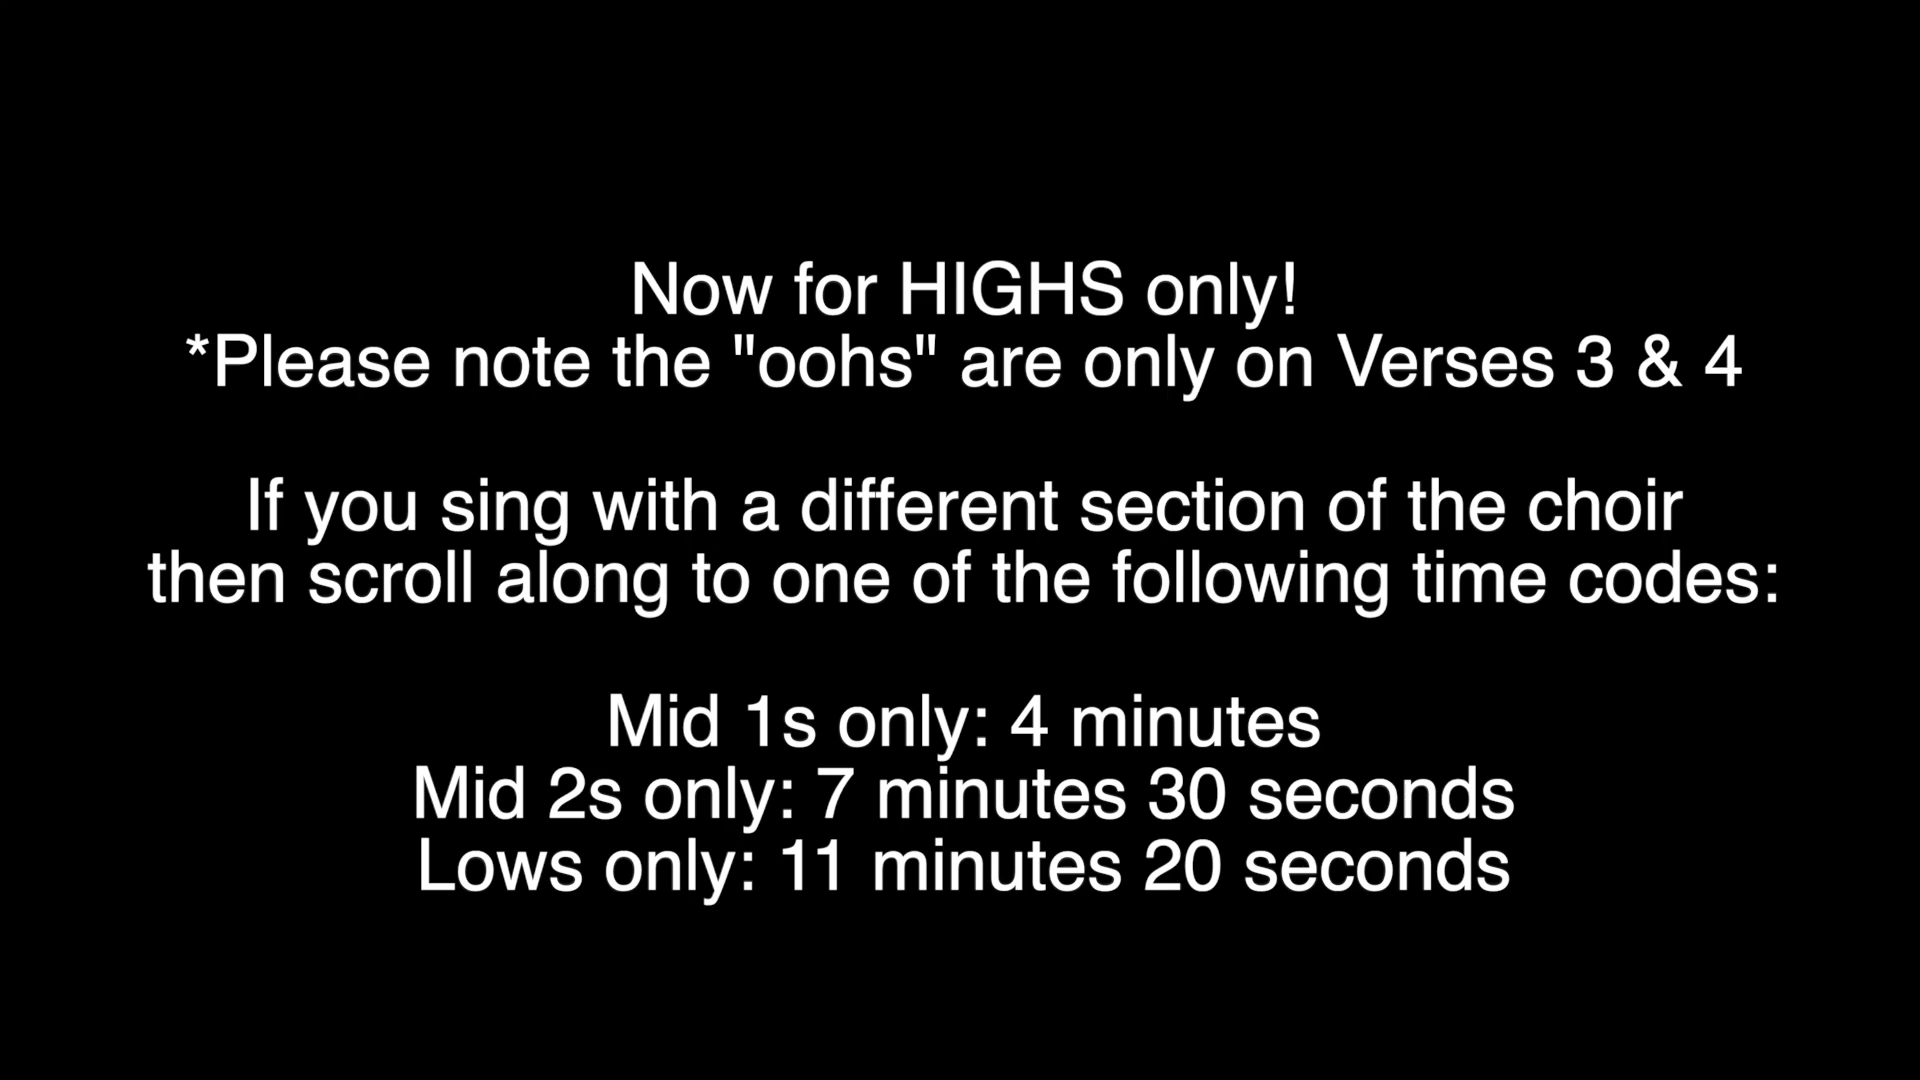 Now for HIGHS only!
*Please note the "oohs" are only on Verses 3 & 4
If you sing with a different section of the choir
then scroll along to one of the following time codes:
Mid 1s only: 4 minutes
Mid 2s only: 7 minutes 30 seconds
Lows only: 11 minutes 20 seconds